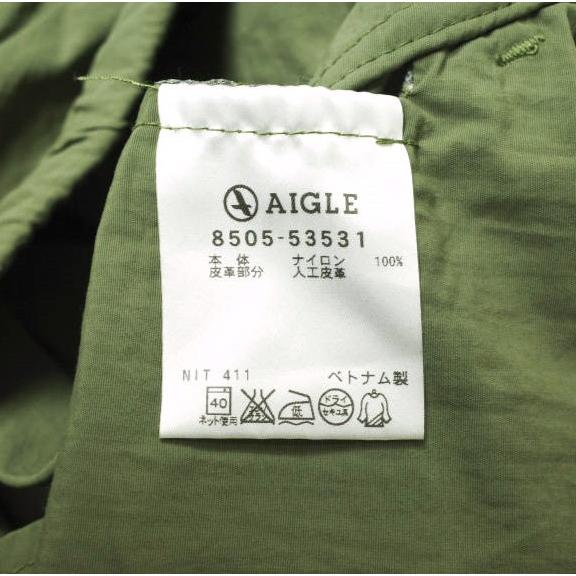 AIGLE
8505-53531
本体 ナイロン 100%
皮革部分 人工皮革
NIT 411 ベトナム製
40 低 ドライ セキユ系
ネット使用